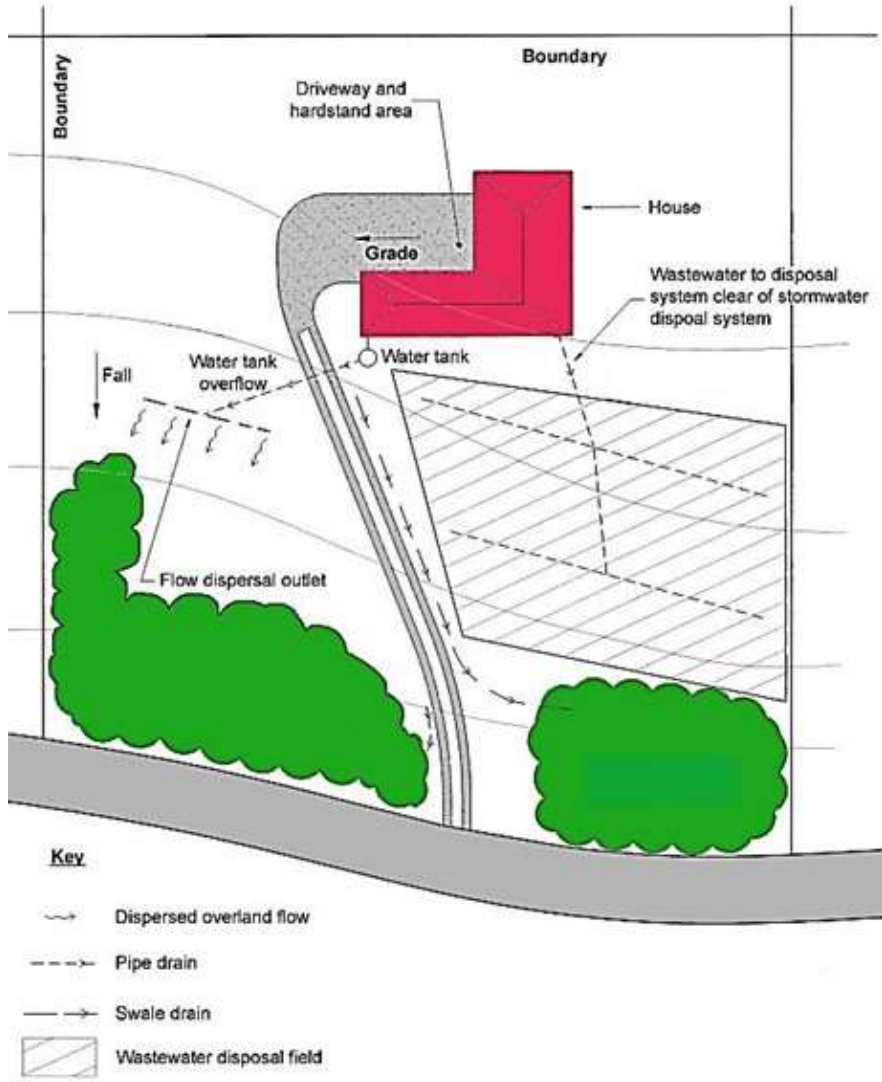 Boundary
Boundary
Driveway and
hardstand area
House
Grade
Wastewater to disposal
system clear of stormwater
dispoal system
Water tank
Water tank
overflow
Fall
Flow dispersal outlet
Key
Dispersed overland flow
Pipe drain
Swale drain
Wastewater disposal field